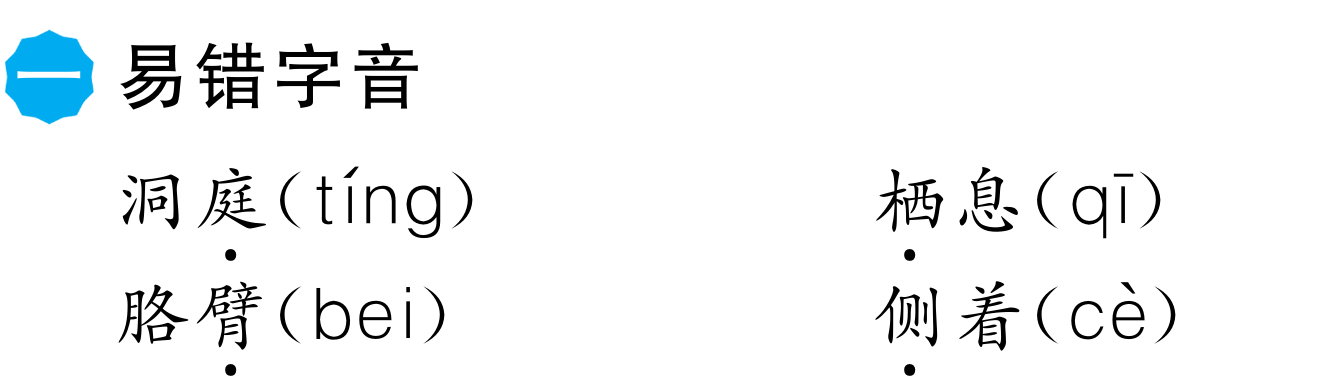 一 易错字音
洞庭(tíng) 栖息(qī)
胳臂(bei) 侧着(cè)